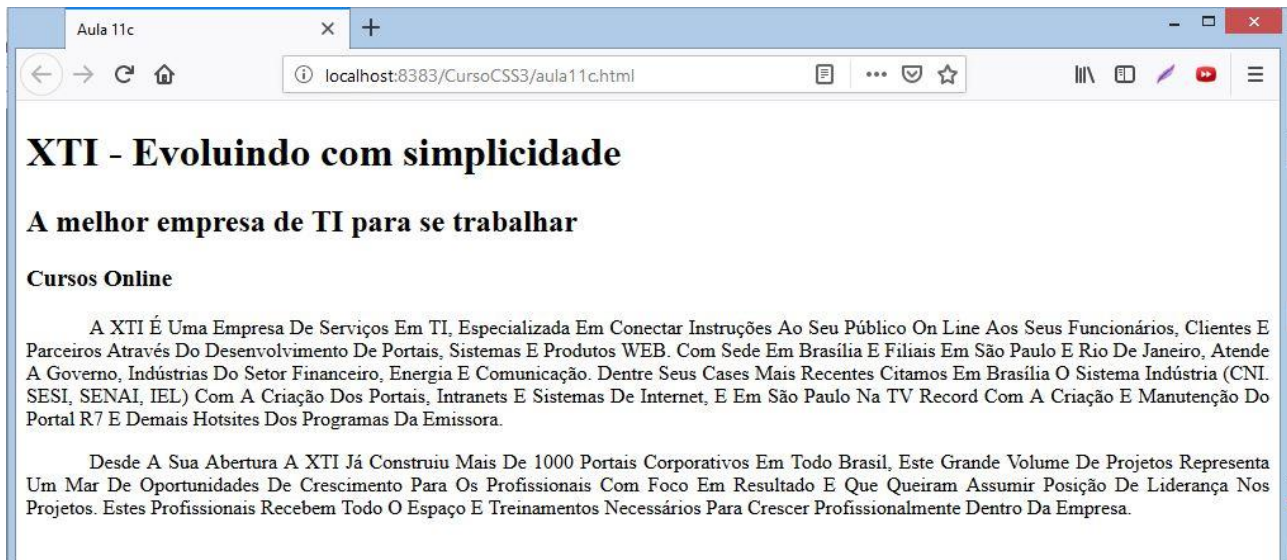 Aula 11c
localhost:8383/CursoCSS3/aula11c.html
XTI - Evoluindo com simplicidade
A melhor empresa de TI para se trabalhar
Cursos Online
A XTI É Uma Empresa De Serviços Em TI, Especializada Em Conectar Instruções Ao Seu Público On Line Aos Seus Funcionários, Clientes E
Parceiros Através Do Desenvolvimento De Portais, Sistemas E Produtos WEB. Com Sede Em Brasília E Filiais Em São Paulo E Rio De Janeiro, Atende
A Governo, Indústrias Do Setor Financeiro, Energia E Comunicação. Dentre Seus Cases Mais Recentes Citamos Em Brasília O Sistema Indústria (CNI.
SESI, SENAI, IEL) Com A Criação Dos Portais, Intranets E Sistemas De Internet, E Em São Paulo Na TV Record Com A Criação E Manutenção Do
Portal R7 E Demais Hotsites Dos Programas Da Emissora.
Desde A Sua Abertura A XTI Já Construiu Mais De 1000 Portais Corporativos Em Todo Brasil, Este Grande Volume De Projetos Representa
Um Mar De Oportunidades De Crescimento Para Os Profissionais Com Foco Em Resultado E Que Queiram Assumir Posição De Liderança Nos
Projetos. Estes Profissionais Recebem Todo O Espaço E Treinamentos Necessários Para Crescer Profissionalmente Dentro Da Empresa.